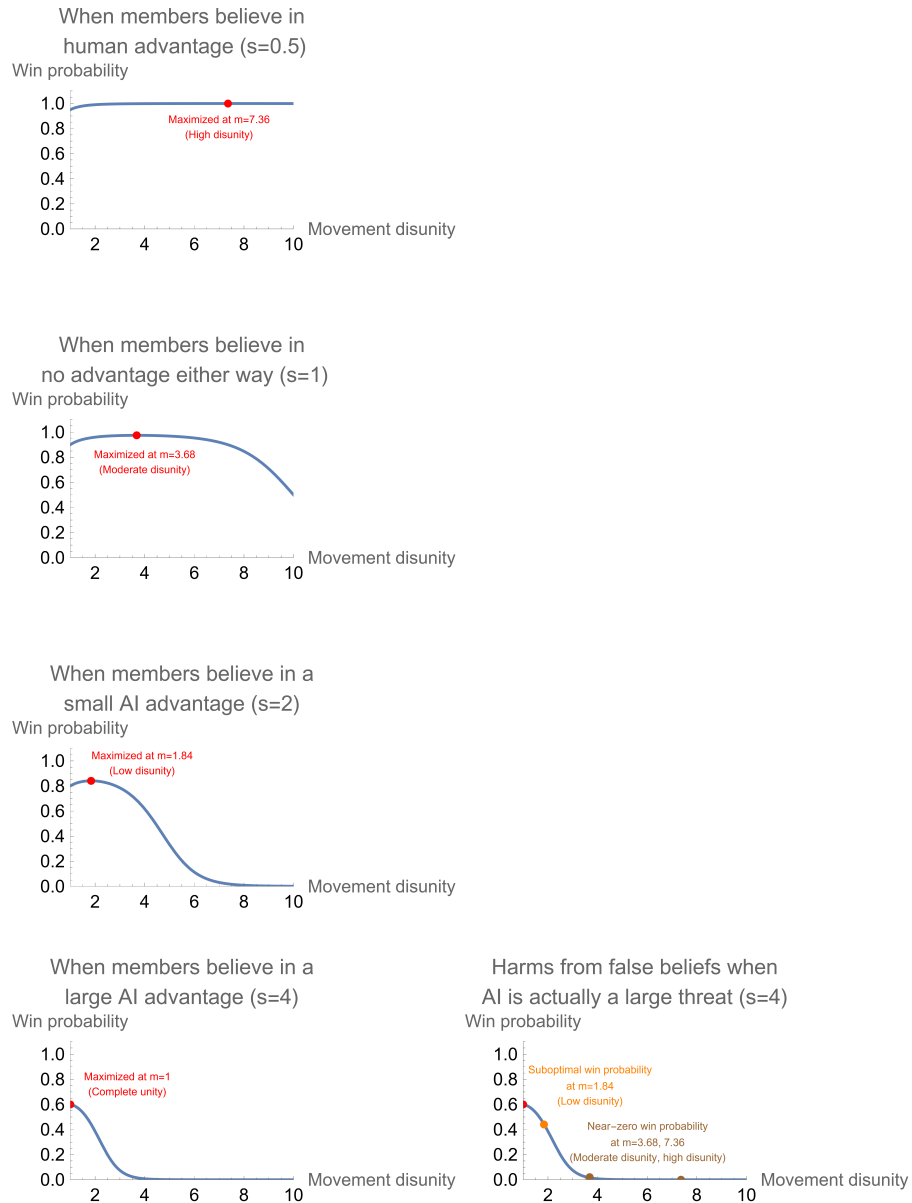 When members believe in
human advantage (s=0.5)
Win probability
1.0
Maximized at m=7.36
(High disunity)
0.8
0.6
0.4
0.2
0.0
Movement disunity
2 4 6 8 10
When members believe in
no advantage either way (s=1)
Win probability
1.0
Maximized at m=3.68
(Moderate disunity)
0.8
0.6
0.4
0.2
0.0
Movement disunity
2 4 6 8 10
When members believe in a
small AI advantage (s=2)
Win probability
Maximized at m=1.84
(Low disunity)
1.0
0.8
0.6
0.4
0.2
0.0
Movement disunity
2 4 6 8 10
When members believe in a
large AI advantage (s=4)
Win probability
1.0
Maximized at m=1
(Complete unity)
0.8
0.6
0.4
0.2
0.0
Movement disunity
2 4 6 8 10
Harms from false beliefs when
AI is actually a large threat (s=4)
Win probability
1.0
Suboptimal win probability
at m=1.84
(Low disunity)
0.8
0.6
0.4
Near−zero win probability
at m=3.68, 7.36
(Moderate disunity, high disunity)
0.2
0.0
Movement disunity
2 4 6 8 10